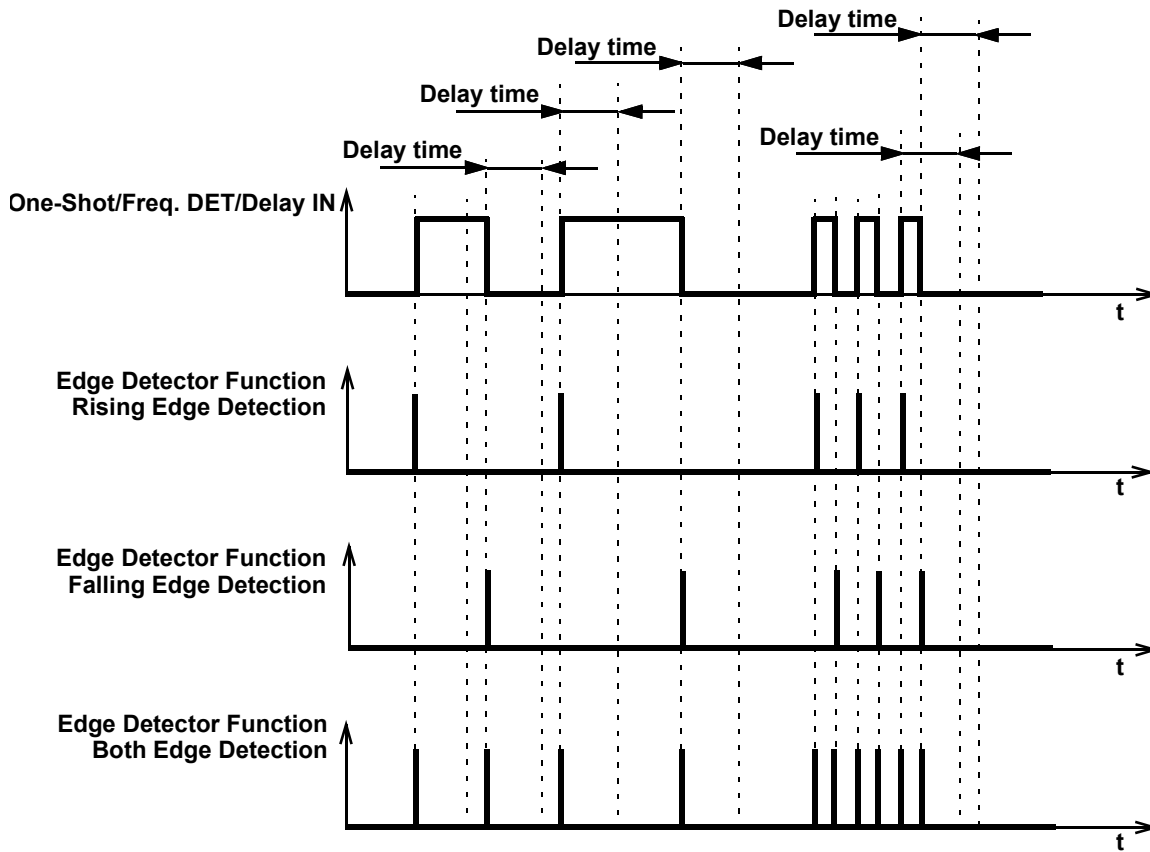 Delay time
Delay time
Delay time
Delay time
Delay time
One-Shot/Freq. DET/Delay IN
t
Edge Detector Function
Rising Edge Detection
t
Edge Detector Function
Falling Edge Detection
t
Edge Detector Function
Both Edge Detection
t